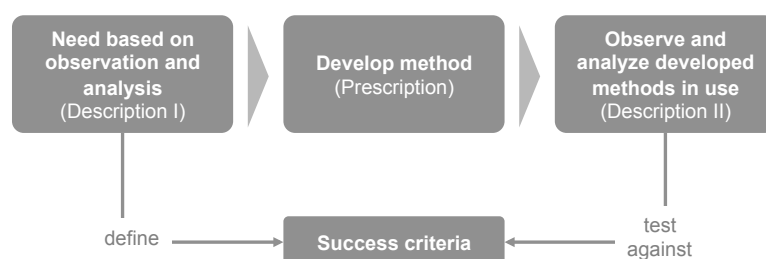 Need based on
observation and
analysis
(Description I)
Develop method
(Prescription)
Observe and
analyze developed
methods in use
(Description II)
define
Success criteria
test
against